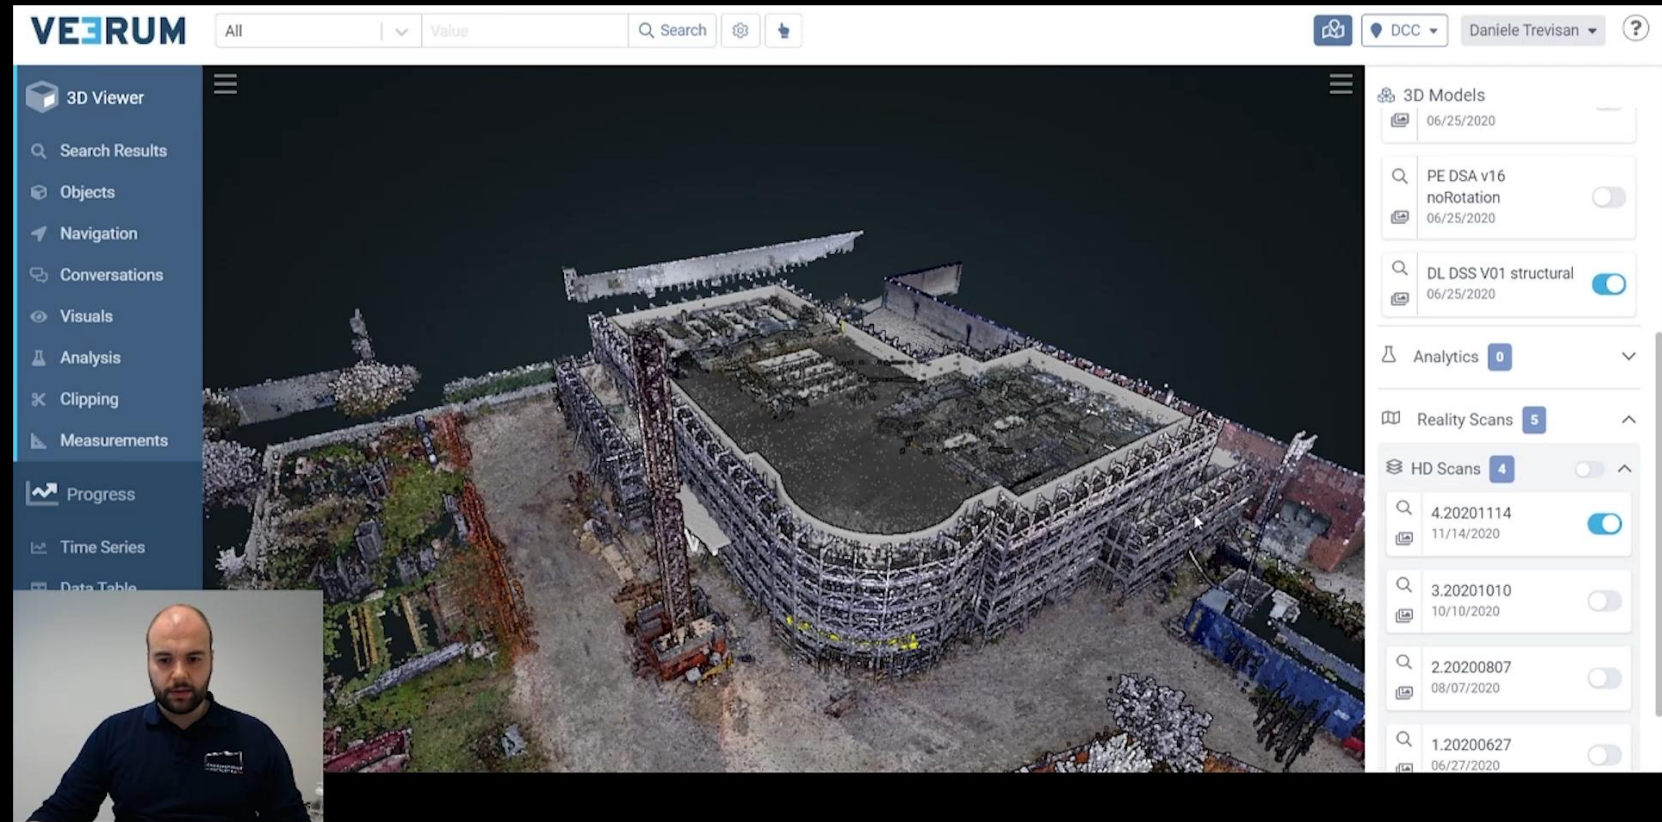 VEERUM
All
Value
Search
DCC
Daniele Trevisan
?
3D Viewer
Search Results
Objects
Navigation
Conversations
Visuals
Analysis
Clipping
Measurements
Progress
Time Series
Data Table
3D Models
06/25/2020
PE DSA v16
noRotation
06/25/2020
DL DSS V01 structural
06/25/2020
Analytics 0
Reality Scans 5
HD Scans 4
4.20201114
11/14/2020
3.20201010
10/10/2020
2.20200807
08/07/2020
1.20200627
06/27/2020